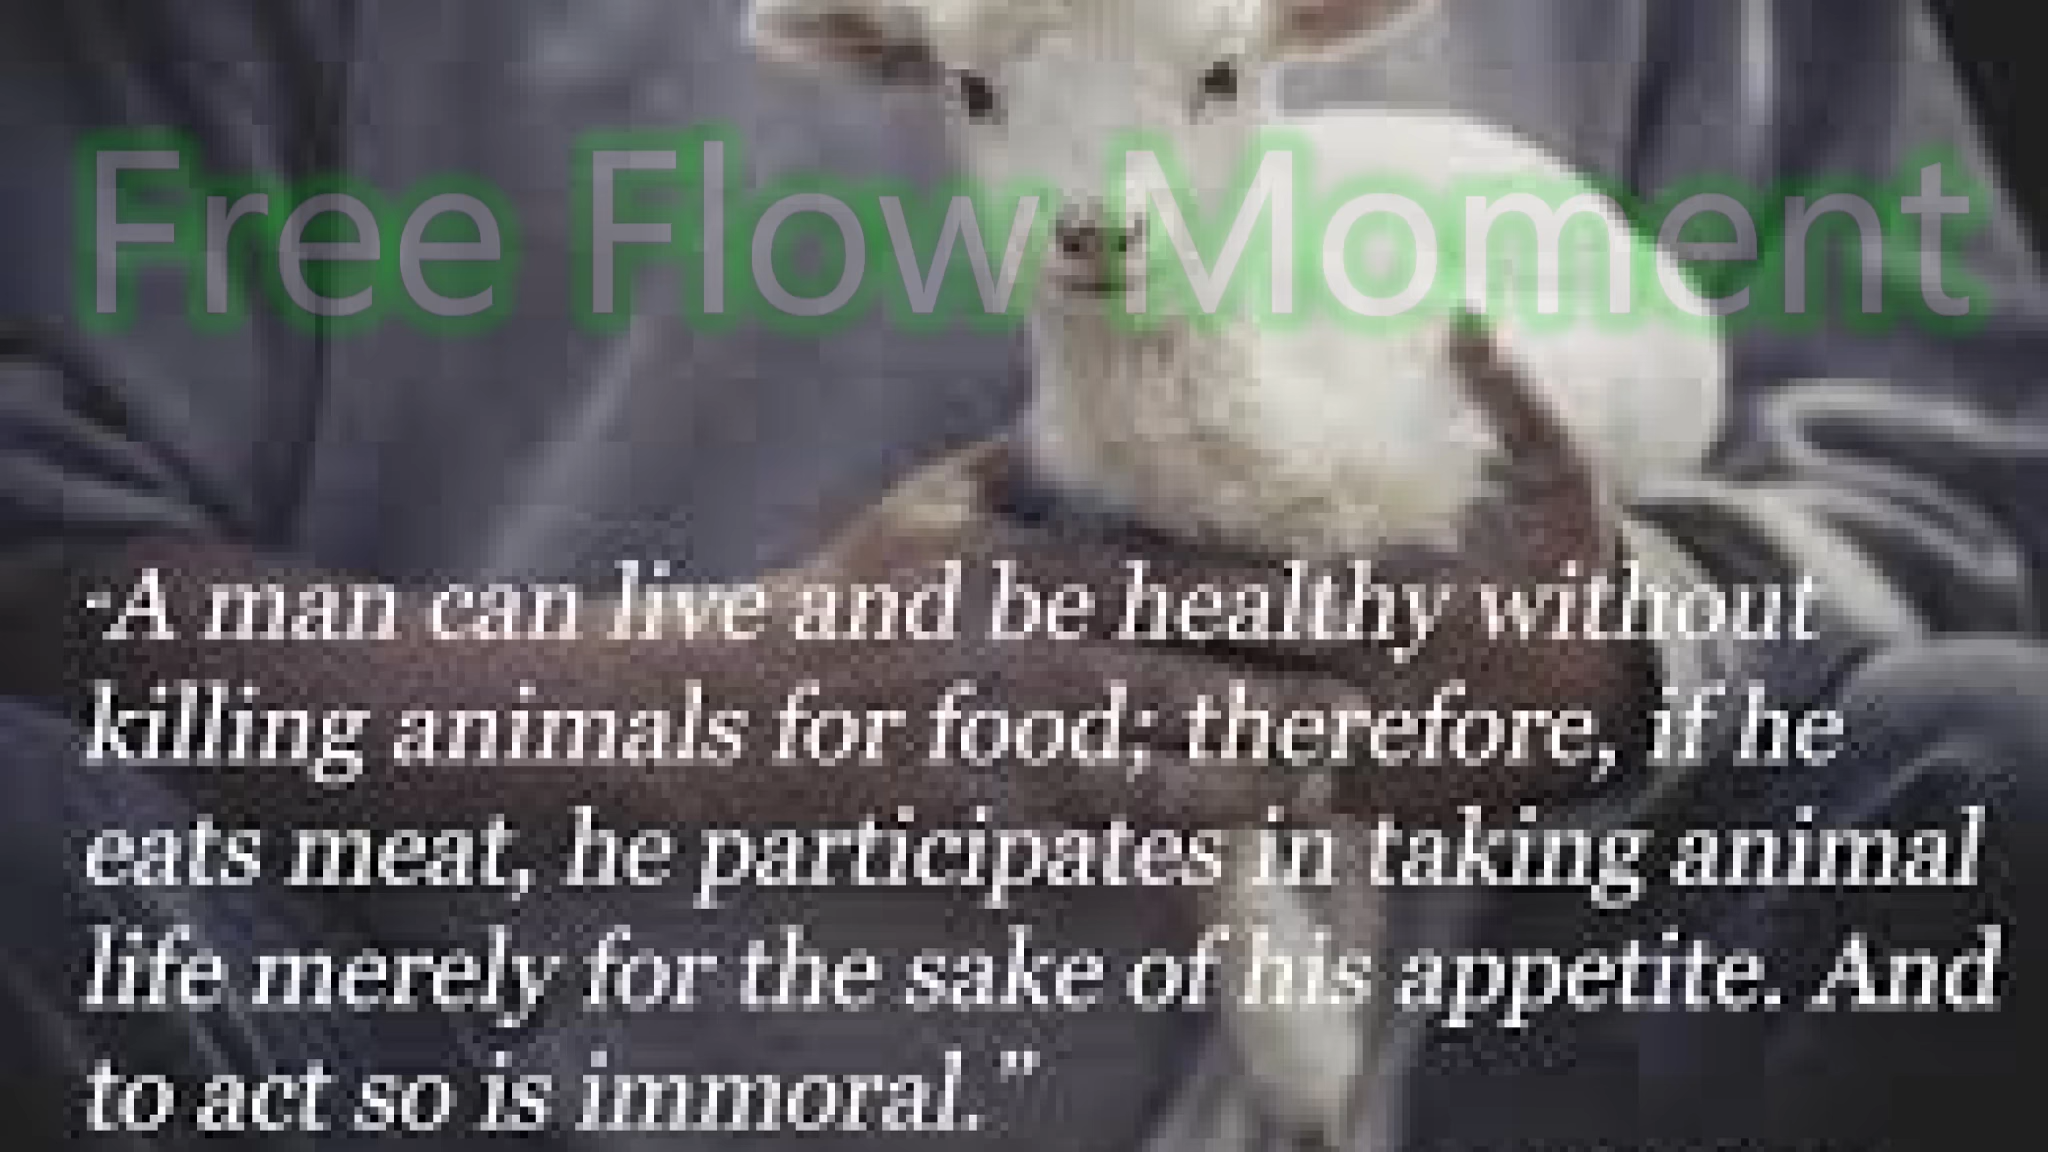 Free Flow Moment
-A man can live and be healthy without
killing animals for food; therefore, if he
eats meat, he participates in taking animal
life merely for the sake of his appetite. And
to act so is immoral."